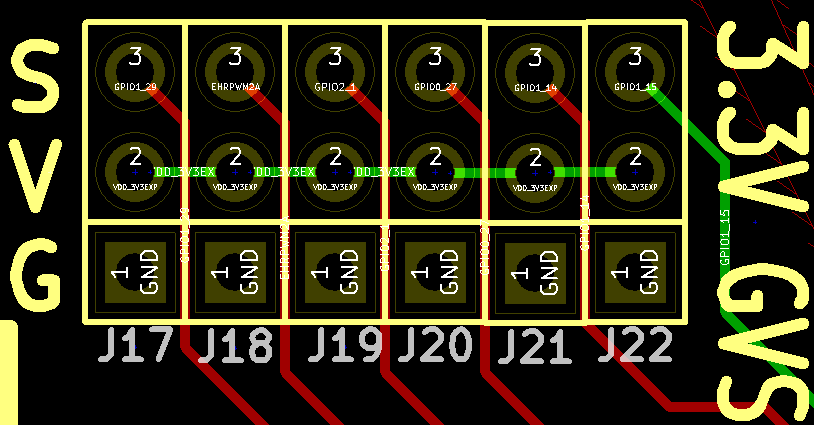 S
3 3 3 3 3 3
GPIO1_29 EHRPWM2A GPIO2_1 GPIO0_27 GPIO1_14 GPIO1_15
V
2 2 2 2 2 2
VDD_3V3EX VDD_3V3EX VDD_3V3EX
VDD_3V3EXP VDD_3V3EXP VDD_3V3EXP VDD_3V3EXP VDD_3V3EXP VDD_3V3EXP
G
1 GND 1 GND 1 GND 1 GND 1 GND 1 GND
J17 J18 J19 J20 J21 J22
GPIO1_15
3.3V GVS